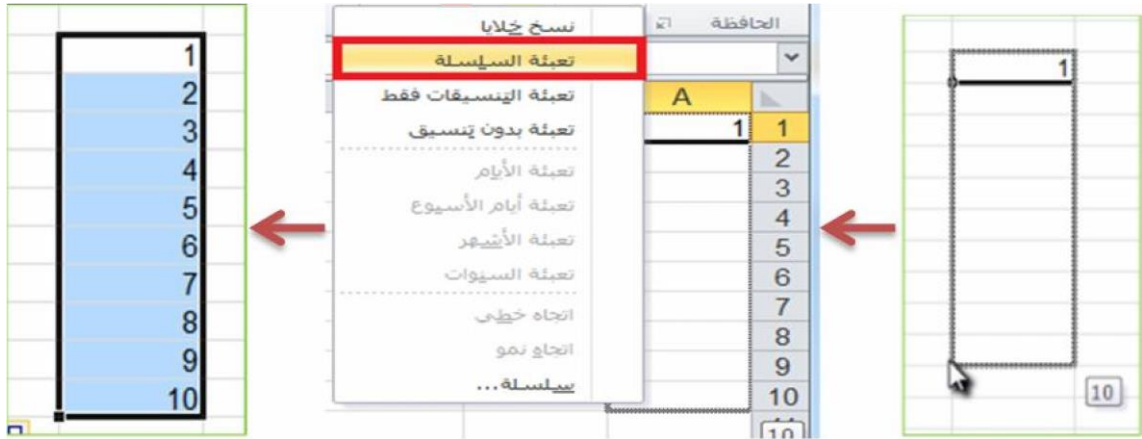 1
10
الحافظة
A
1
1
2
3
4
5
6
7
8
9
10
10
نسخ خلايا
تعبئة السلسلة
تعبئة التنسيقات فقط
تعبئة بدون تنسيق
تعبئة الأيام
تعبئة أيام الأسبوع
تعبئة الأشهر
تعبئة السنوات
اتجاه خطي
اتجاه نمو
سلسلة...
1
2
3
4
5
6
7
8
9
10